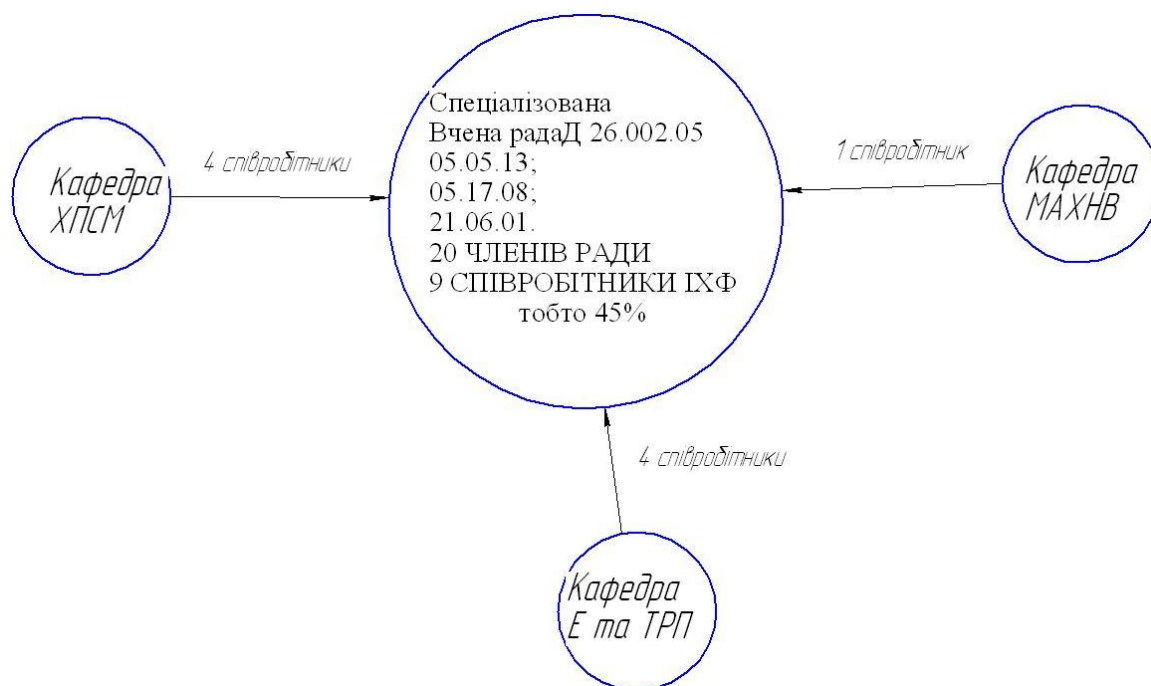 Спеціалізована
Вчена радаД 26.002.05
05.05.13;
05.17.08;
21.06.01.
20 ЧЛЕНІВ РАДИ
9 СПІВРОБІТНИКИ ІХФ
тобто 45%
Кафедра
ХПСМ
4 співробітники
1 співробітник
Кафедра
МАХНВ
4 співробітники
Кафедра
Е та ТРП